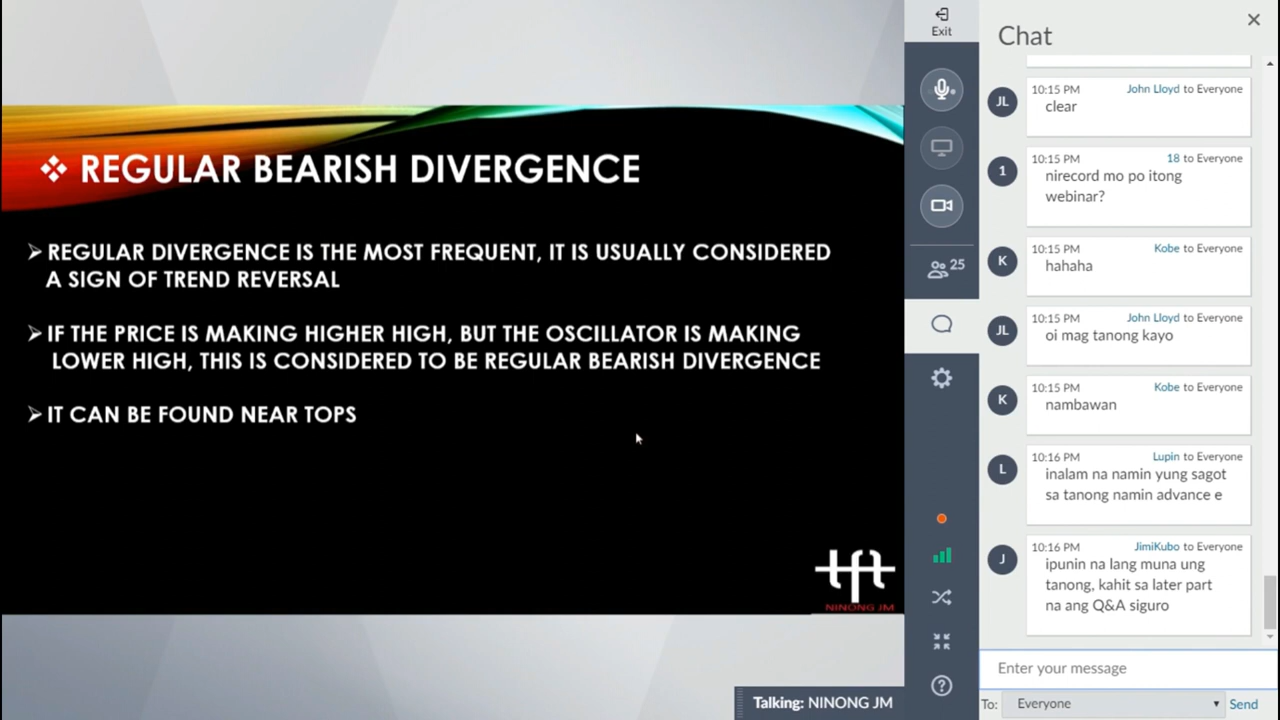 ❖ REGULAR BEARISH DIVERGENCE
➢ REGULAR DIVERGENCE IS THE MOST FREQUENT, IT IS USUALLY CONSIDERED
A SIGN OF TREND REVERSAL
➢ IF THE PRICE IS MAKING HIGHER HIGH, BUT THE OSCILLATOR IS MAKING
LOWER HIGH, THIS IS CONSIDERED TO BE REGULAR BEARISH DIVERGENCE
➢ IT CAN BE FOUND NEAR TOPS
tft
NINONG JM
Talking: NINONG JM
Exit
25
Chat
JL
10:15 PM John Lloyd to Everyone
clear
1
10:15 PM 18 to Everyone
nirecord mo po itong
webinar?
K
10:15 PM Kobe to Everyone
hahaha
JL
10:15 PM John Lloyd to Everyone
oi mag tanong kayo
K
10:15 PM Kobe to Everyone
nambawan
L
10:16 PM Lupin to Everyone
inalam na namin yung sagot
sa tanong namin advance e
J
10:16 PM JimiKubo to Everyone
ipunin na lang muna ung
tanong, kahit sa later part
na ang Q&A siguro
Enter your message
To: Everyone Send